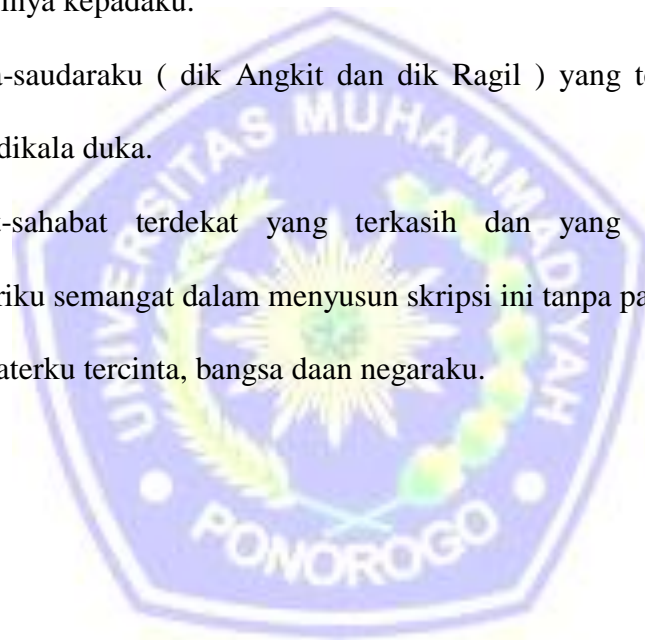 nya kepadaku.
a-saudaraku ( dik Angkit dan dik Ragil ) yang
dikala duka.
-sahabat terdekat yang terkasih dan yang
riku semangat dalam menyusun skripsi ini tanpa
aterku tercinta, bangsa daan negaraku.
UNIVERSITAS MUHAMMADIYAH
PONOROGO